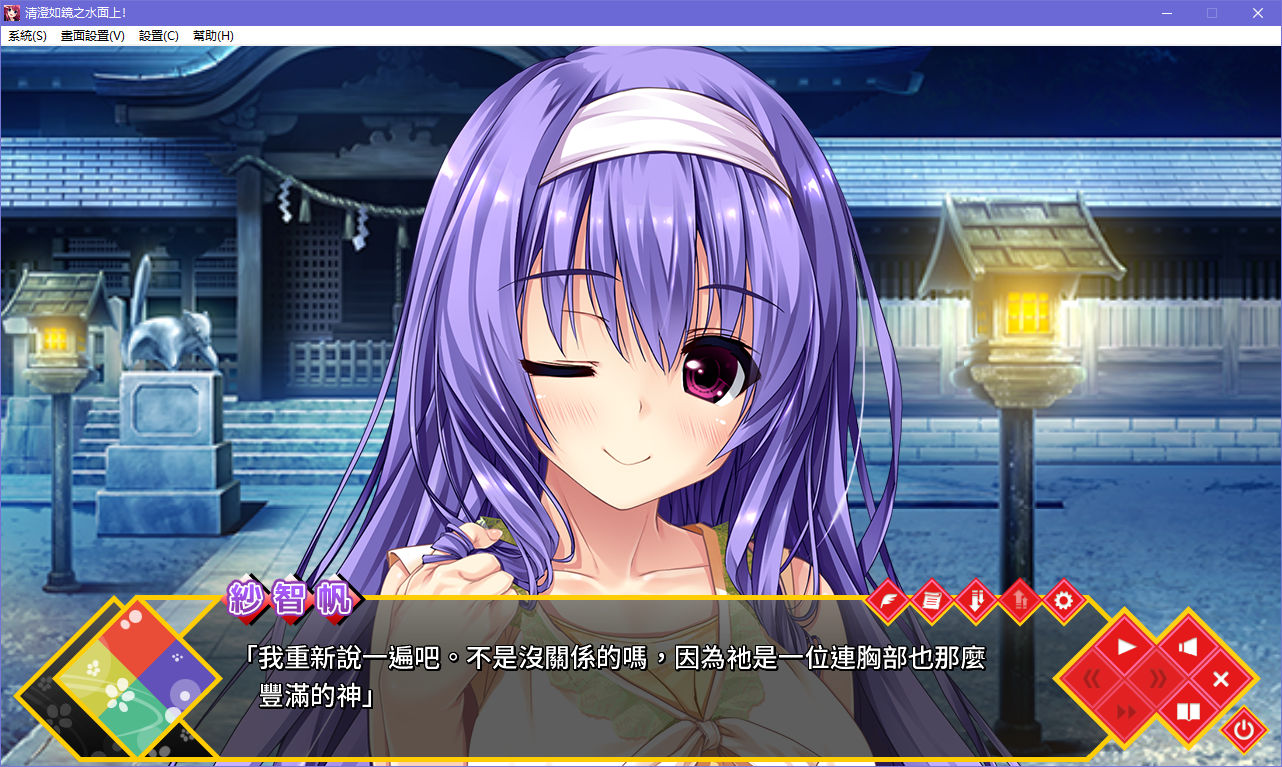 清澄如鏡之水面上!
系統(S) 畫面設置(V) 設置(C) 幫助(H)
紗智帆
「我重新說一遍吧。不是沒關係的嗎，因為祂是一位連胸部也那麼
豐滿的神」